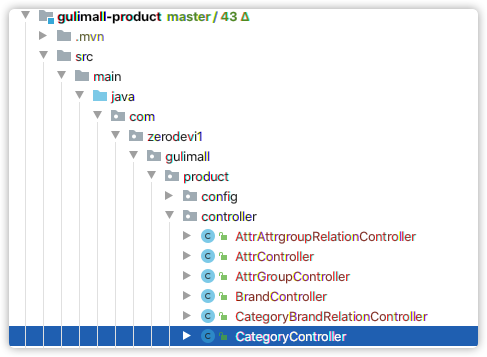 gulimall-product master / 43 Δ
.mvn
src
main
java
com
zerodevi1
gulimall
product
config
controller
C AttrAttrgroupRelationController
C AttrController
C AttrGroupController
C BrandController
C CategoryBrandRelationController
C CategoryController